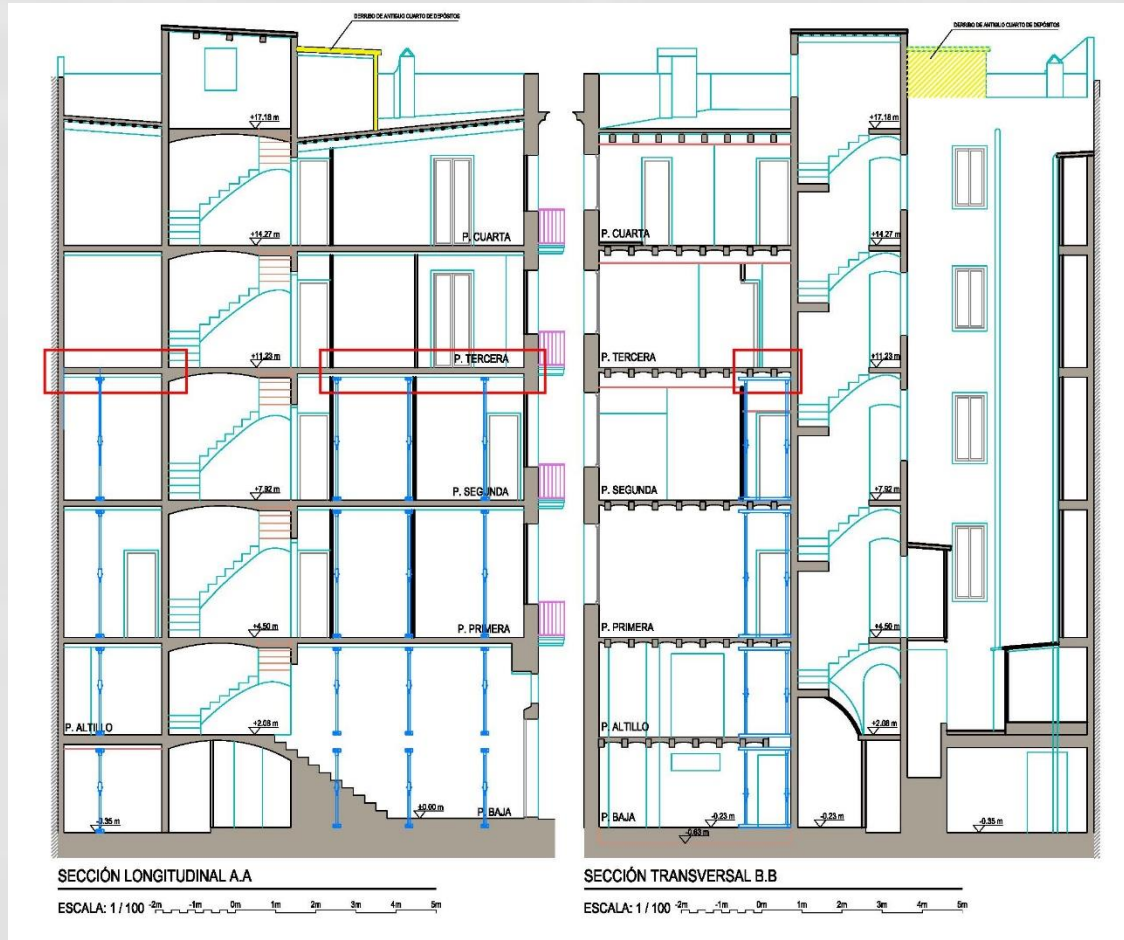 DERRIBO DE ANTIGUO CUARTO DE DEPÓSITOS
+17.18 m
+14.27 m
P. CUARTA
+11.23 m
P. TERCERA
+7.92 m
P. SEGUNDA
+4.50 m
P. PRIMERA
P. ALTILLO
+2.08 m
-0.35 m
±0.00 m
P. BAJA
SECCIÓN LONGITUDINAL A.A
ESCALA: 1 / 100
-2m -1m 0m 1m 2m 3m 4m 5m
DERRIBO DE ANTIGUO CUARTO DE DEPÓSITOS
+17.18 m
P. CUARTA
+14.27 m
P. TERCERA
+11.23 m
P. SEGUNDA
+7.92 m
P. PRIMERA
+4.50 m
P. ALTILLO
+2.08 m
P. BAJA
-0.23 m
-0.63 m
-0.23 m
-0.35 m
SECCIÓN TRANSVERSAL B.B
ESCALA: 1 / 100
-2m -1m 0m 1m 2m 3m 4m 5m